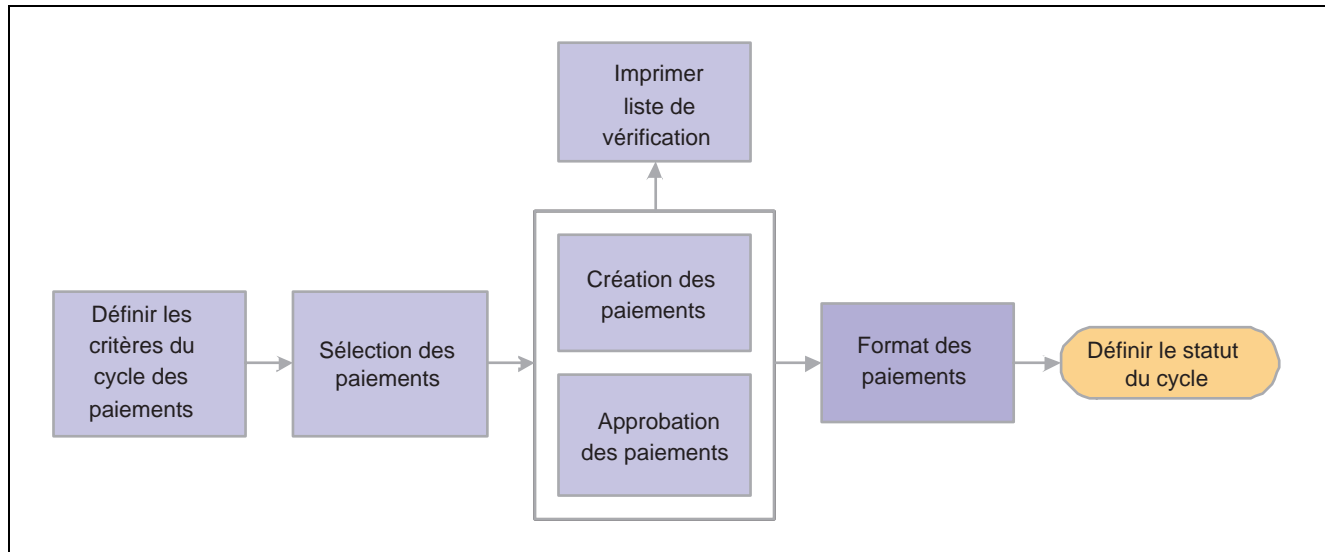 Imprimer
liste de
vérification
Création des
paiements
Définir les
critères du
cycle des
paiements
Sélection des
paiements
Format des
paiements
Définir le statut
du cycle
Approbation
des paiements